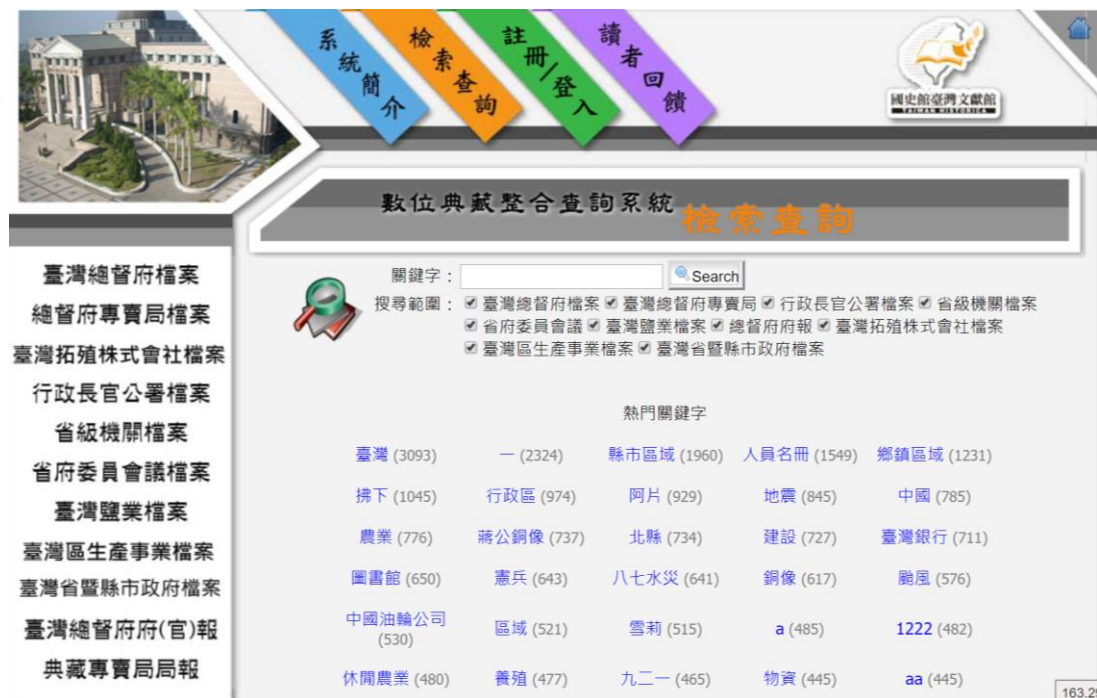 系統簡介
檢索查詢
註冊/登入
讀者回饋
國史館臺灣文獻館
TAIWAN HISTORICA
數位典藏整合查詢系統
檢索查詢
臺灣總督府檔案
總督府專賣局檔案
臺灣拓殖株式會社檔案
行政長官公署檔案
省級機關檔案
省府委員會議檔案
臺灣鹽業檔案
臺灣區生產事業檔案
臺灣省暨縣市政府檔案
臺灣總督府府(官)報
典藏專賣局局報
關鍵字： Search
搜尋範圍： 臺灣總督府檔案 臺灣總督府專賣局 行政長官公署檔案 省級機關檔案
省府委員會議 臺灣鹽業檔案 總督府府報 臺灣拓殖株式會社檔案
臺灣區生產事業檔案 臺灣省暨縣市政府檔案
熱門關鍵字
臺灣 (3093) 一 (2324) 縣市區域 (1960) 人員名冊 (1549) 鄉鎮區域 (1231)
拂下 (1045) 行政區 (974) 阿片 (929) 地震 (845) 中國 (785)
農業 (776) 蔣公銅像 (737) 北縣 (734) 建設 (727) 臺灣銀行 (711)
圖書館 (650) 憲兵 (643) 八七水災 (641) 銅像 (617) 颱風 (576)
中國油輪公司 (530) 區域 (521) 雪莉 (515) a (485) 1222 (482)
休閒農業 (480) 養殖 (477) 九二一 (465) 物資 (445) aa (445)